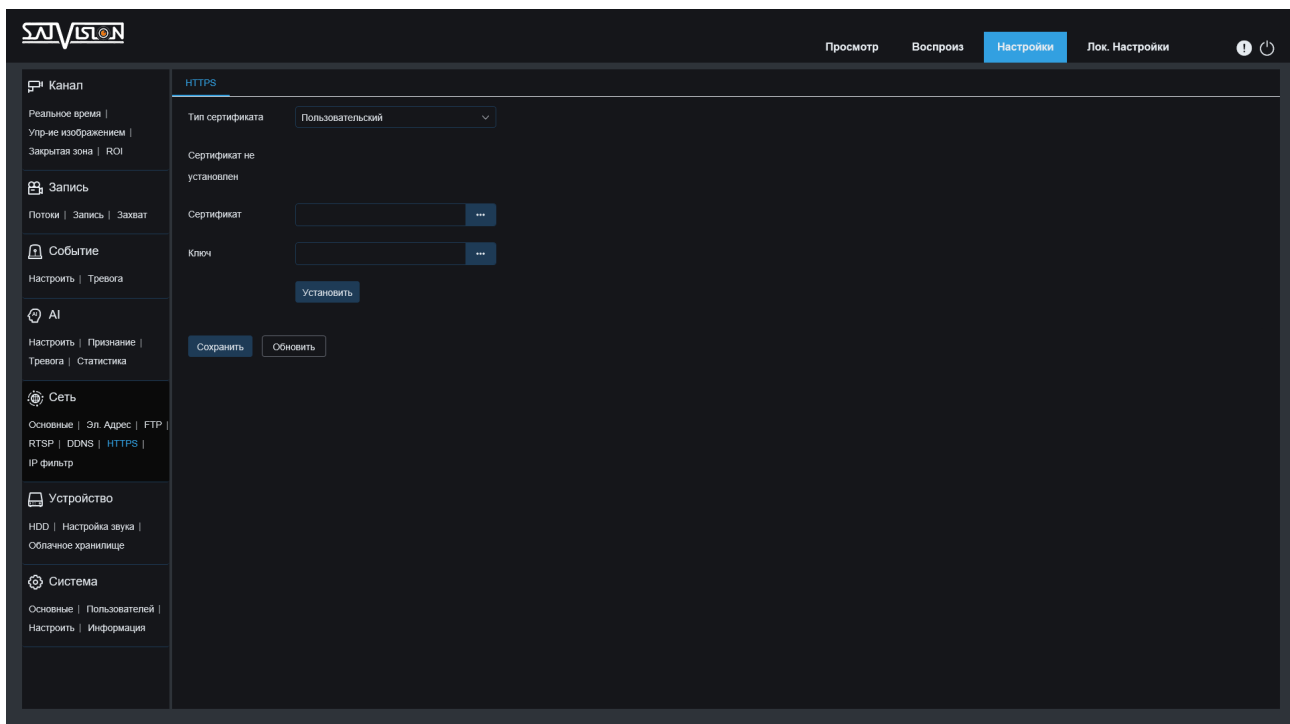 SATVISION
Просмотр Воспроиз Настройки Лок. Настройки
Канал
Реальное время |
Упр-ие изображением |
Закрытая зона | ROI
Запись
Потоки | Запись | Захват
Событие
Настроить | Тревога
AI
Настроить | Признание |
Тревога | Статистика
Сеть
Основные | Эл. Адрес | FTP |
RTSP | DDNS | HTTPS |
IP фильтр
Устройство
HDD | Настройка звука |
Облачное хранилище
Система
Основные | Пользователей |
Настроить | Информация
HTTPS
Тип сертификата Пользовательский
Сертификат не
установлен
Сертификат ...
Ключ ...
Установить
Сохранить Обновить